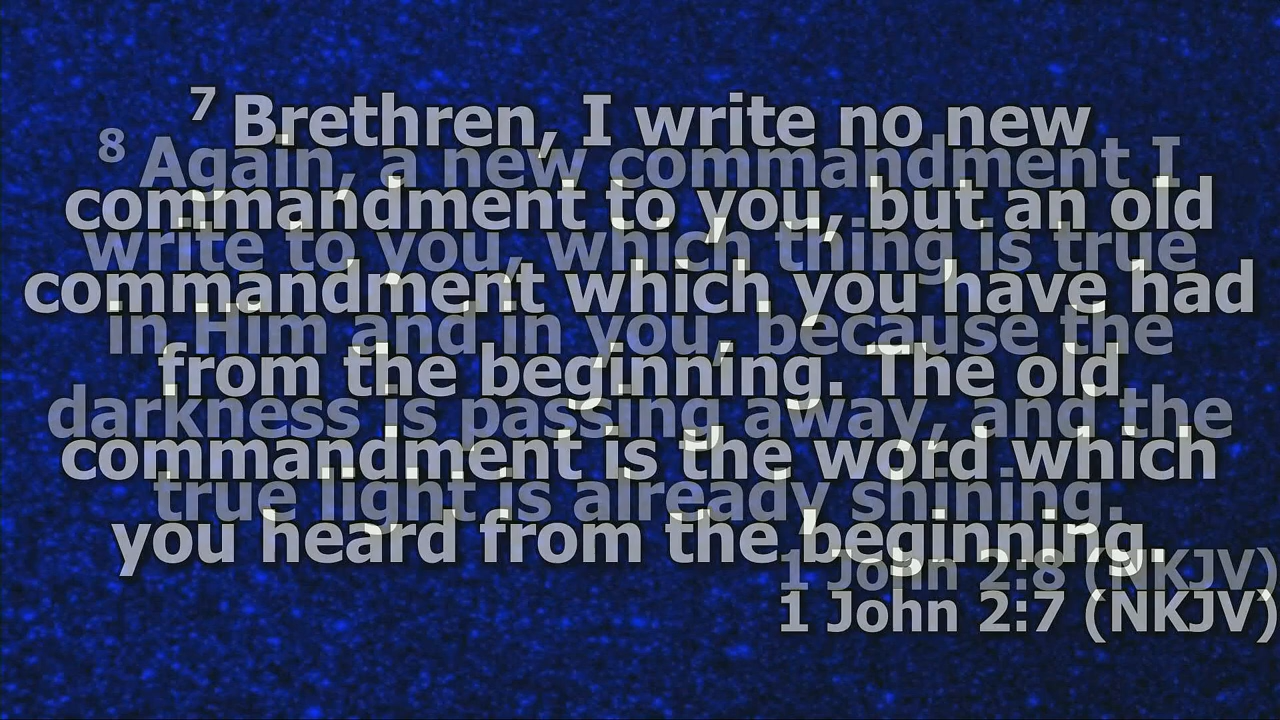 7 Brethren, I write no new
commandment to you, but an old
commandment which you have had
from the beginning. The old
commandment is the word which
you heard from the beginning.
1 John 2:7 (NKJV)
8 Again, a new commandment I
write to you, which thing is true
in Him and in you, because the
darkness is passing away, and the
true light is already shining.
1 John 2:8 (NKJV)